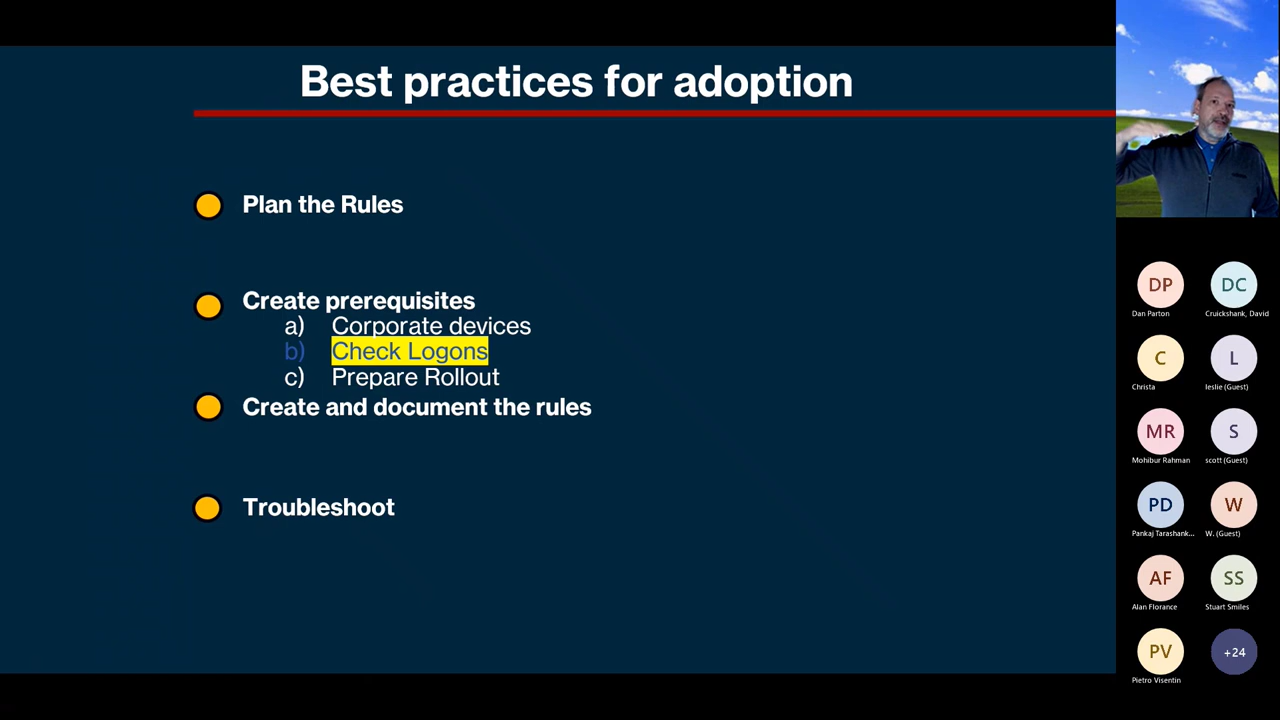 Best practices for adoption
Plan the Rules
Create prerequisites
a) Corporate devices
b) Check Logons
c) Prepare Rollout
Create and document the rules
Troubleshoot
DP
DC
Dan Parton
Cruickshank, David
C
L
Christa
leslie (Guest)
MR
S
Mohibur Rahman
scott (Guest)
PD
W
Pankaj Tarashank...
W. (Guest)
AF
SS
Alan Florance
Stuart Smiles
PV
+24
Pietro Visentin